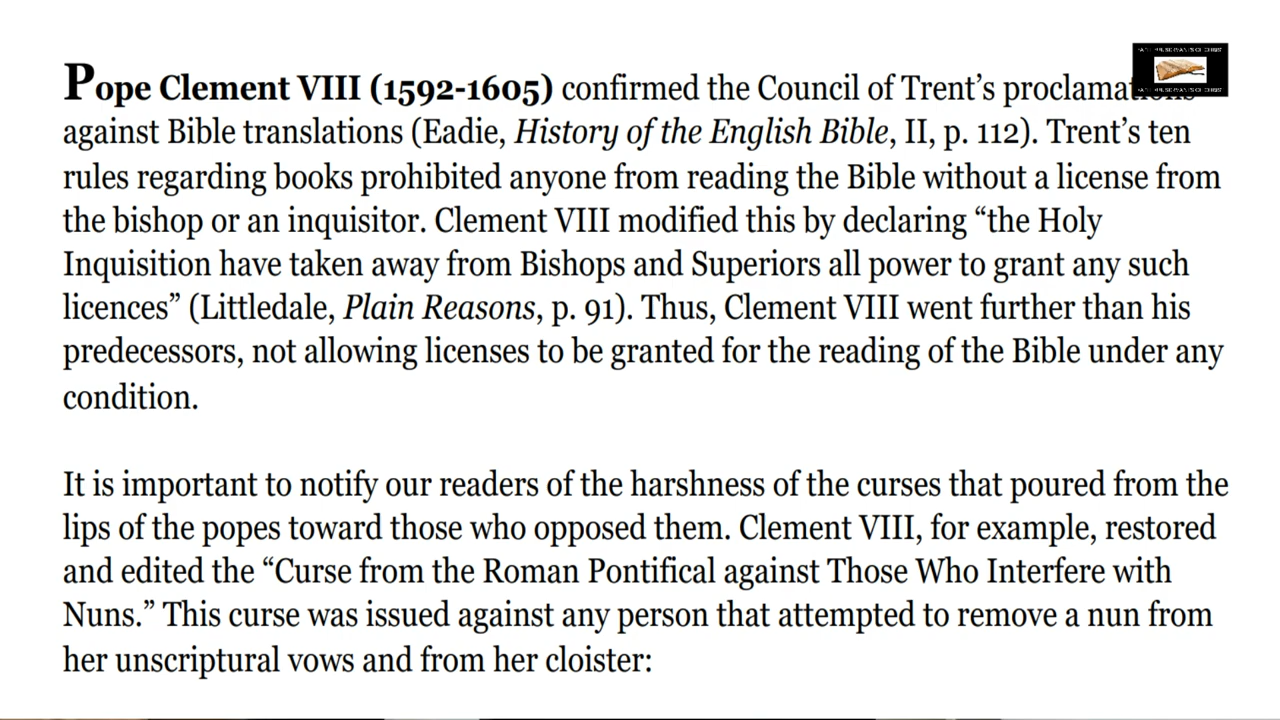 Pope Clement VIII (1592-1605) confirmed the Council of Trent's proclamations
against Bible translations (Eadie, History of the English Bible, II, p. 112). Trent's ten
rules regarding books prohibited anyone from reading the Bible without a license from
the bishop or an inquisitor. Clement VIII modified this by declaring “the Holy
Inquisition have taken away from Bishops and Superiors all power to grant any such
licences” (Littledale, Plain Reasons, p. 91). Thus, Clement VIII went further than his
predecessors, not allowing licenses to be granted for the reading of the Bible under any
condition.
It is important to notify our readers of the harshness of the curses that poured from the
lips of the popes toward those who opposed them. Clement VIII, for example, restored
and edited the “Curse from the Roman Pontifical against Those Who Interfere with
Nuns.” This curse was issued against any person that attempted to remove a nun from
her unscriptural vows and from her cloister: